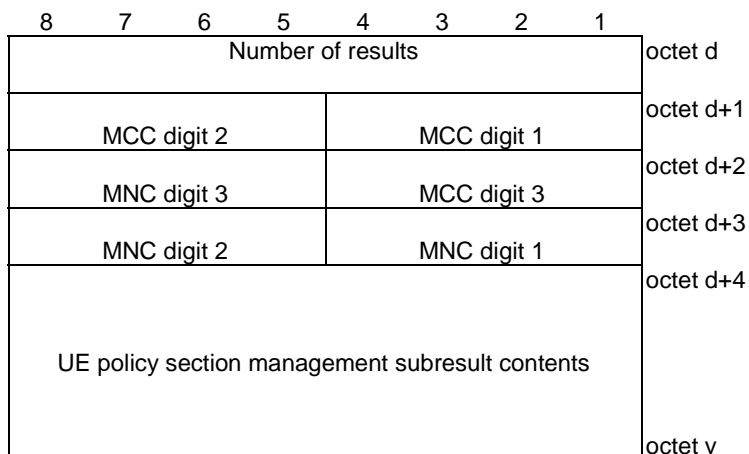 8 7 6 5 4 3 2 1
Number of results octet d
octet d+1
MCC digit 2 MCC digit 1
octet d+2
MNC digit 3 MCC digit 3
octet d+3
MNC digit 2 MNC digit 1
octet d+4
UE policy section management subresult contents
octet y